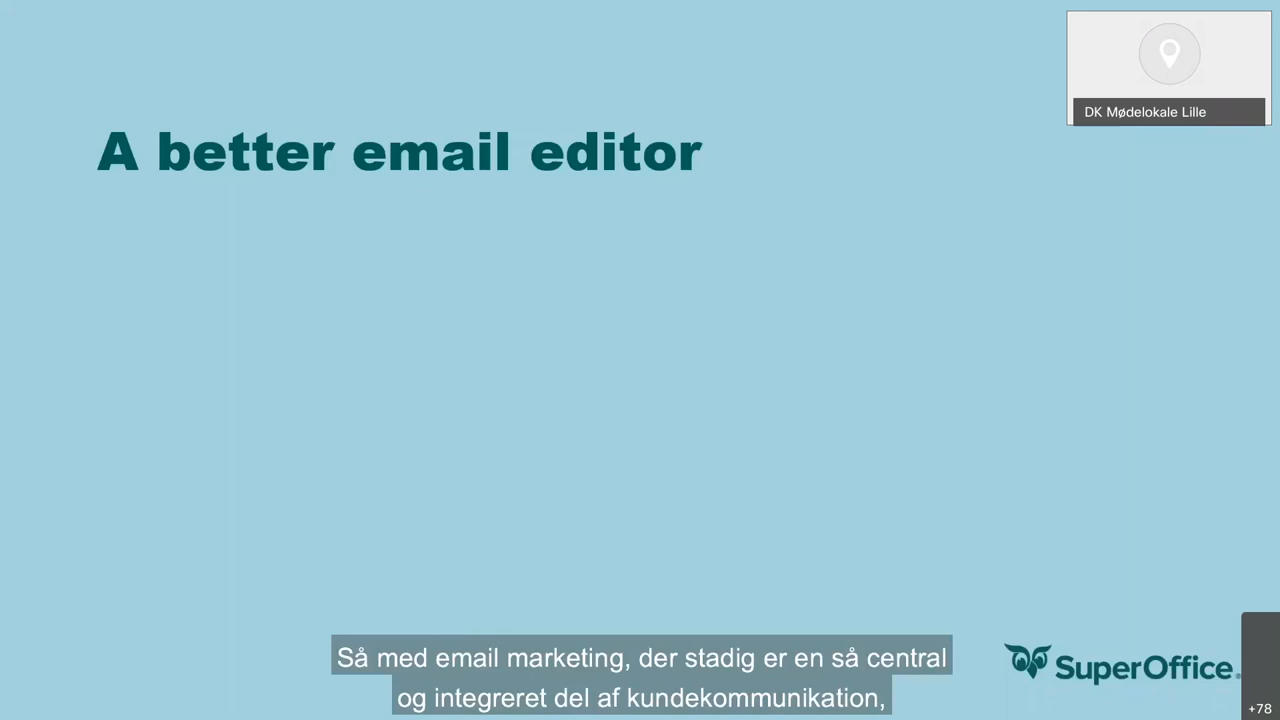 DK Mødelokale Lille
A better email editor
Så med email marketing, der stadig er en så central
og integreret del af kundekommunikation,
SuperOffice.
+78